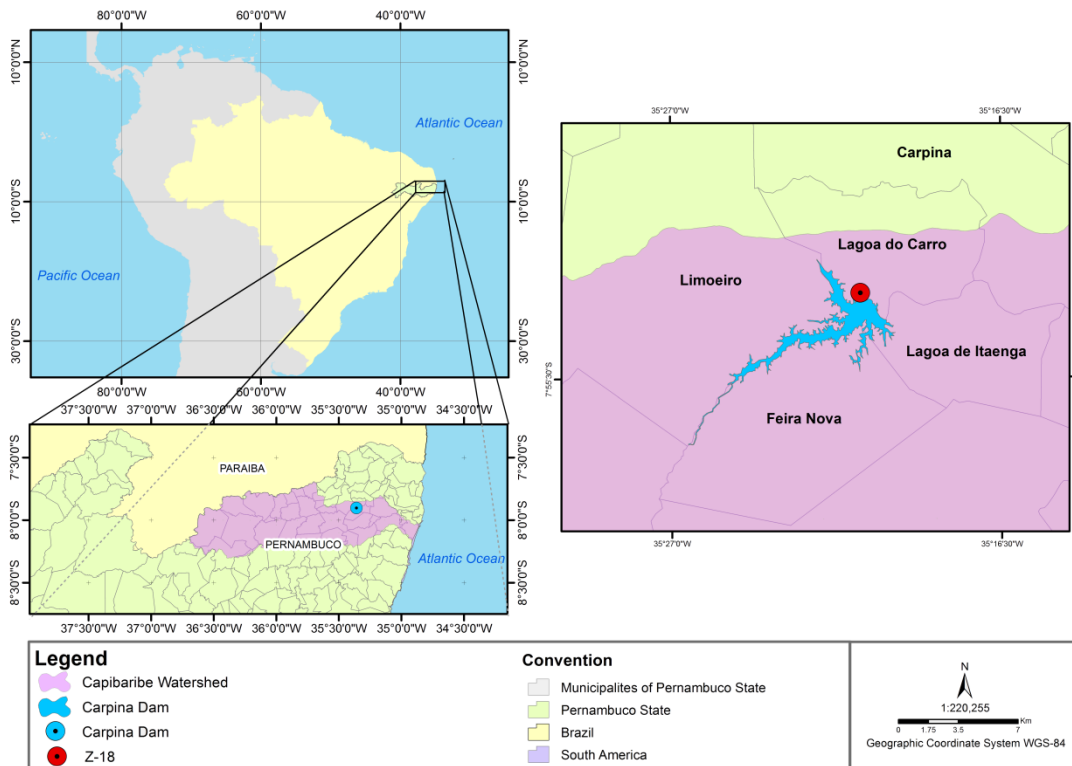 80°0'0"W 60°0'0"W 40°0'0"W
10°0'0"N
10°0'0"N
Atlantic Ocean
10°0'0"S
10°0'0"S
Pacific Ocean
30°0'0"S
30°0'0"S
80°0'0"W 60°0'0"W 40°0'0"W
37°30'0"W 37°0'0"W 36°30'0"W 36°0'0"W 35°30'0"W 35°0'0"W 34°30'0"W
7°30'0"S
7°30'0"S
PARAIBA
8°0'0"S
8°0'0"S
PERNAMBUCO
Atlantic Ocean
8°30'0"S
8°30'0"S
37°30'0"W 37°0'0"W 36°30'0"W 36°0'0"W 35°30'0"W 35°0'0"W 34°30'0"W
35°27'0"W 35°16'30"W
Carpina
Lagoa do Carro
Limoeiro
Lagoa de Itaenga
7°55'30"S
Feira Nova
35°27'0"W 35°16'30"W
Legend
Capibaribe Watershed
Carpina Dam
Carpina Dam
Z-18
Convention
Municipalites of Pernambuco State
Pernambuco State
Brazil
South America
N
1:220,255
Km
0 1.75 3.5 7
Geographic Coordinate System WGS-84